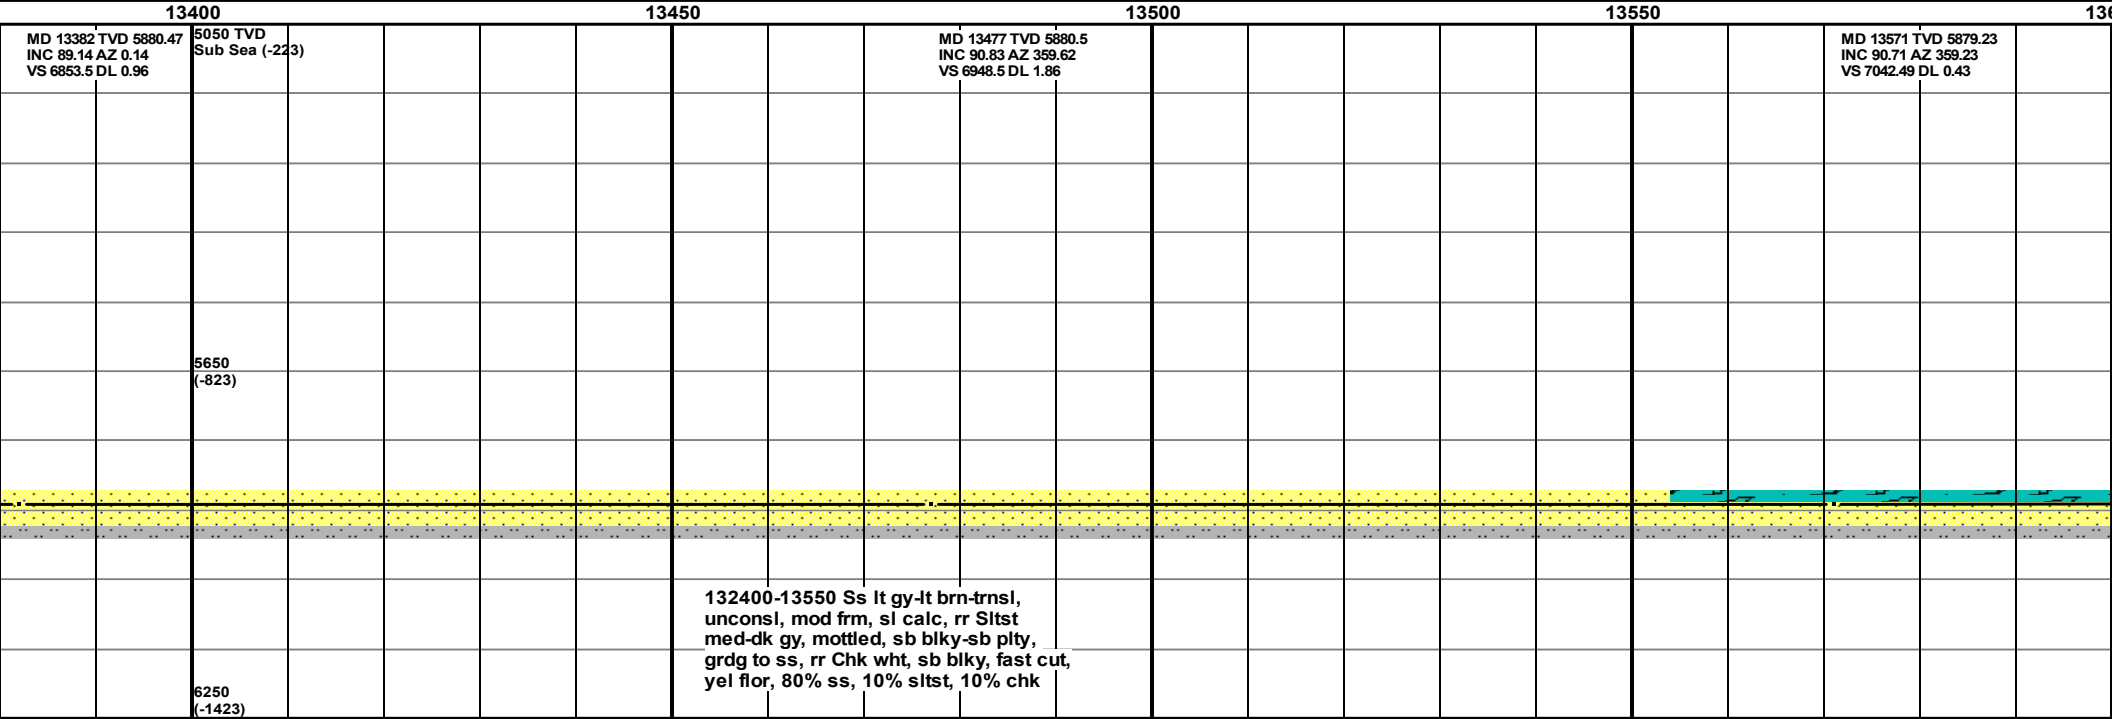 13400 13450 13500 13550 136
MD 13382 TVD 5880.47
INC 89.14 AZ 0.14
VS 6853.5 DL 0.96
5050 TVD
Sub Sea (-223)
MD 13477 TVD 5880.5
INC 90.83 AZ 359.62
VS 6948.5 DL 1.86
MD 13571 TVD 5879.23
INC 90.71 AZ 359.23
VS 7042.49 DL 0.43
5650
(-823)
132400-13550 Ss lt gy-lt brn-trnsl,
unconsl, mod frm, sl calc, rr Sltst
med-dk gy, mottled, sb blky-sb plty,
grdg to ss, rr Chk wht, sb blky, fast cut,
yel flor, 80% ss, 10% sltst, 10% chk
6250
(-1423)